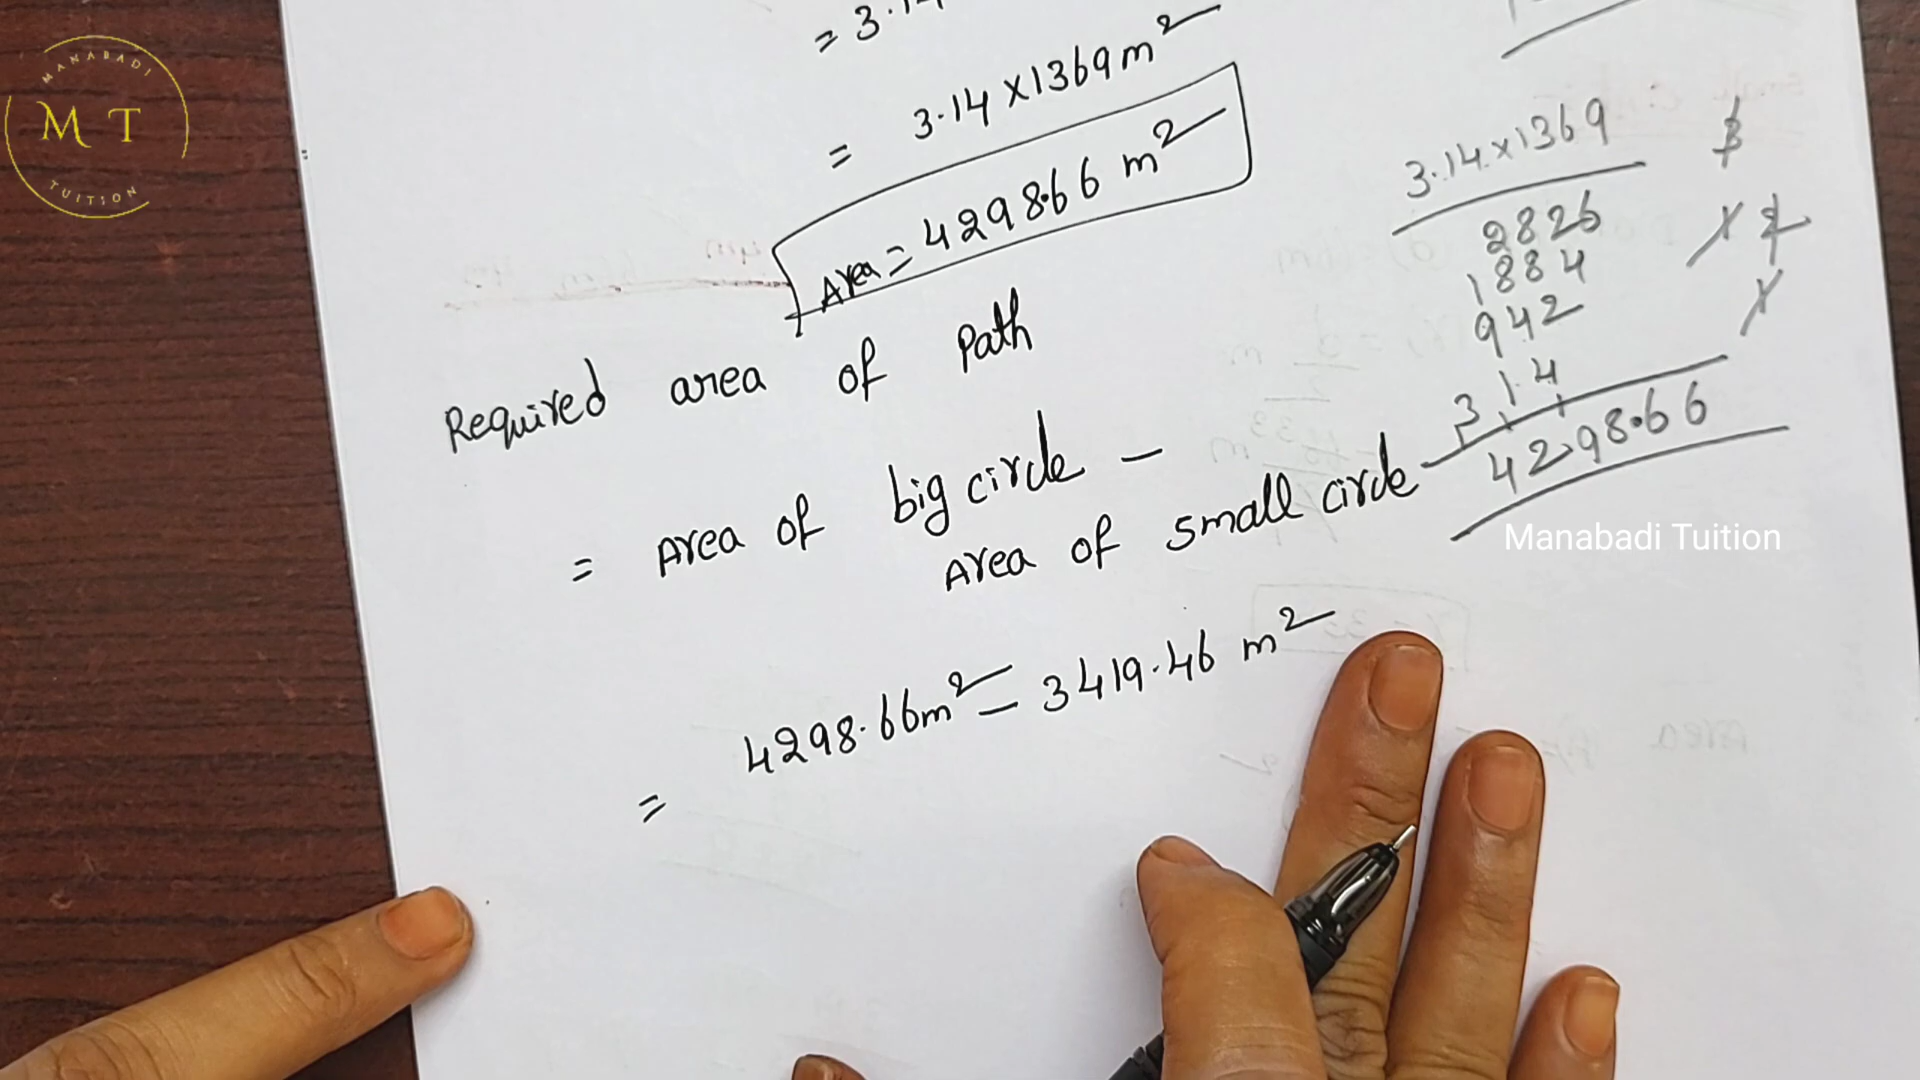 MANABADI
M T
TUITION
= 3.14
= 3.14 × 1369 m²
Area = 4298.66 m²
Required area of Path
= Area of big circle –
Area of small circle
= 4298.66m² – 3419.46 m²
3.14 × 1369
2826
1884
942
314
4298.66
Manabadi Tuition